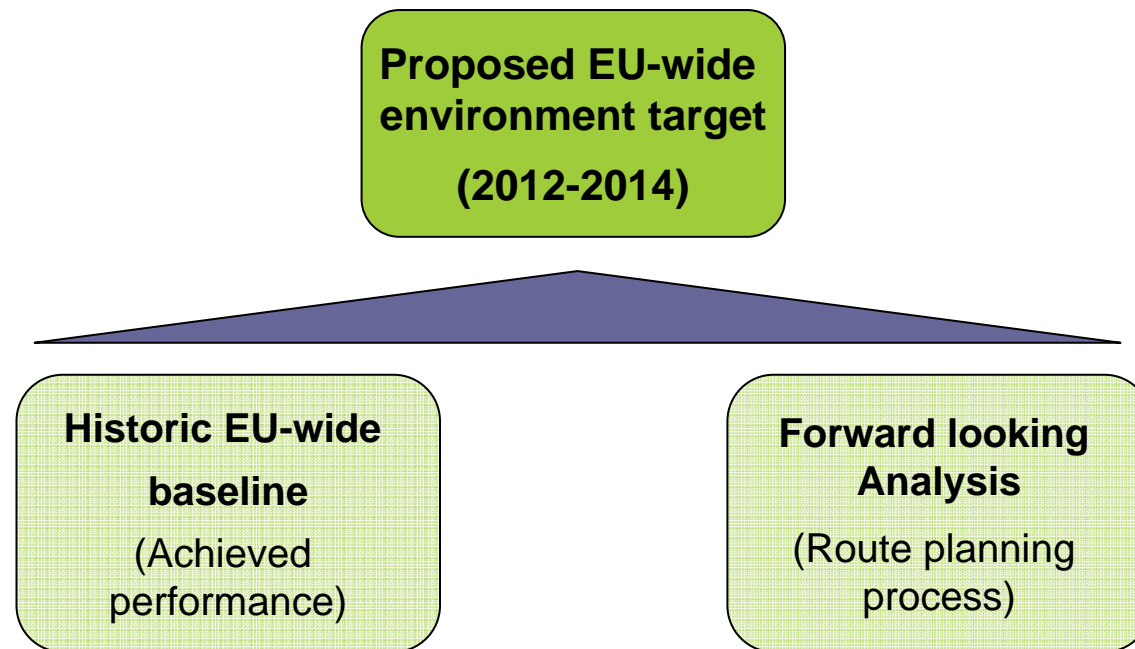 Proposed EU-wide
environment target
(2012-2014)
Historic EU-wide
baseline
(Achieved
performance)
Forward looking
Analysis
(Route planning
process)